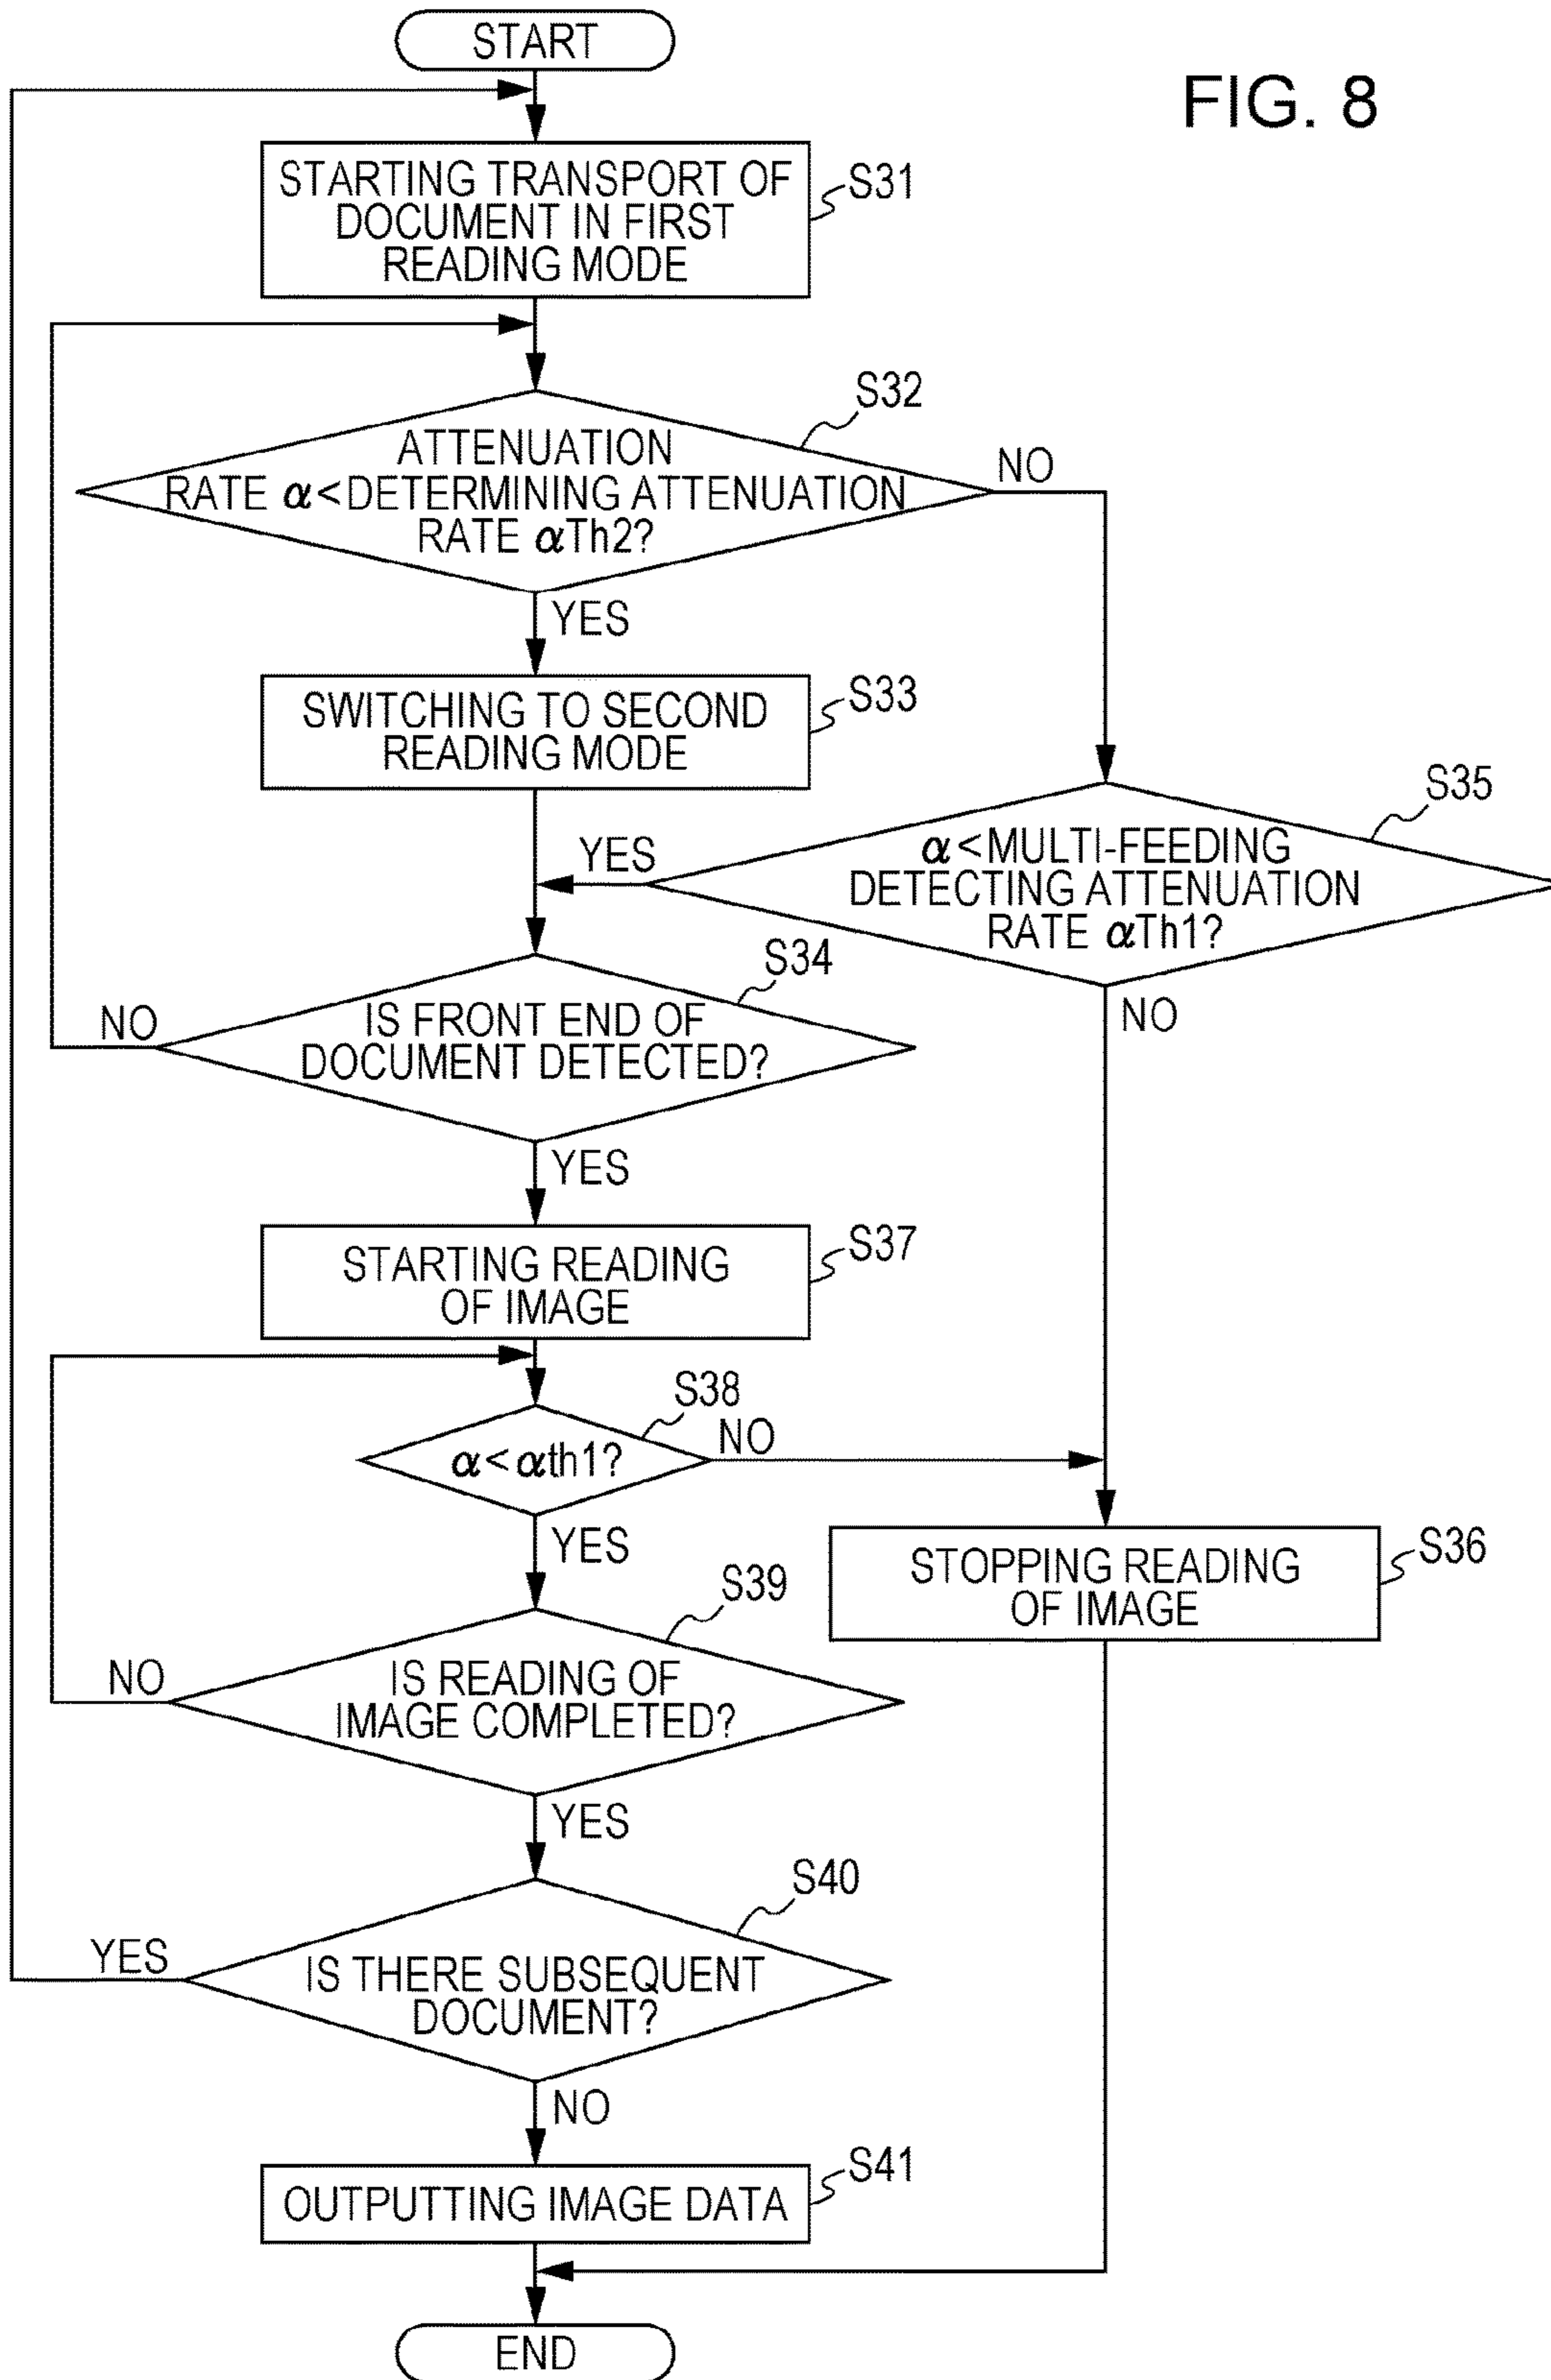 START
FIG. 8
STARTING TRANSPORT OF
DOCUMENT IN FIRST
READING MODE
S31
S32
ATTENUATION
RATE α<DETERMINING ATTENUATION
RATE αTh2?
NO
YES
SWITCHING TO SECOND
READING MODE
S33
S35
α<MULTI-FEEDING
DETECTING ATTENUATION
RATE αTh1?
YES
NO
S34
IS FRONT END OF
DOCUMENT DETECTED?
NO
YES
STARTING READING
OF IMAGE
S37
S38
α<αth1?
NO
YES
STOPPING READING
OF IMAGE
S36
S39
IS READING OF
IMAGE COMPLETED?
NO
YES
S40
IS THERE SUBSEQUENT
DOCUMENT?
YES
NO
OUTPUTTING IMAGE DATA
S41
END